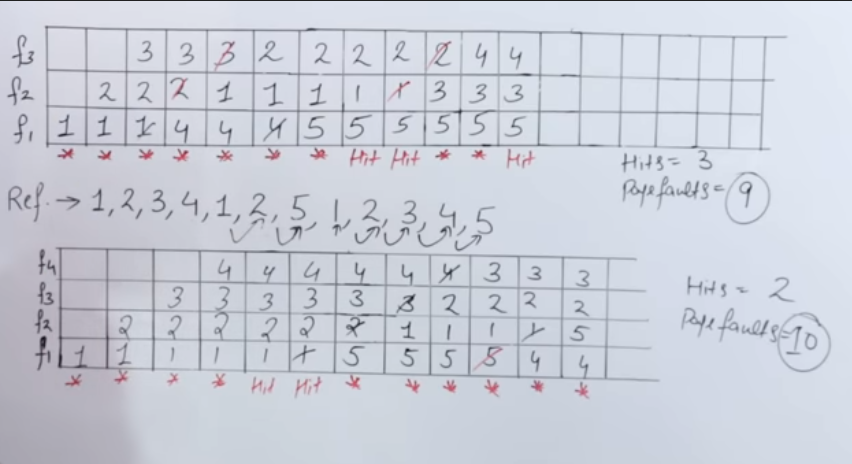 f3 3 3 3 2 2 2 2 2 4 4
f2 2 2 2 1 1 1 1 1 3 3 3
f1 1 1 1 4 4 4 5 5 5 5 5 5
* * * * * * * Hit Hit * * Hit
Hits = 3
Page faults = 9
Ref. → 1, 2, 3, 4, 1, 2, 5, 1, 2, 3, 4, 5
f4 4 4 4 4 4 4 3 3 3
f3 3 3 3 3 3 3 2 2 2 2
f2 2 2 2 2 2 2 1 1 1 1 5
f1 1 1 1 1 1 1 5 5 5 5 4 4
* * * * Hit Hit * * * * * *
Hits = 2
Page faults = 10